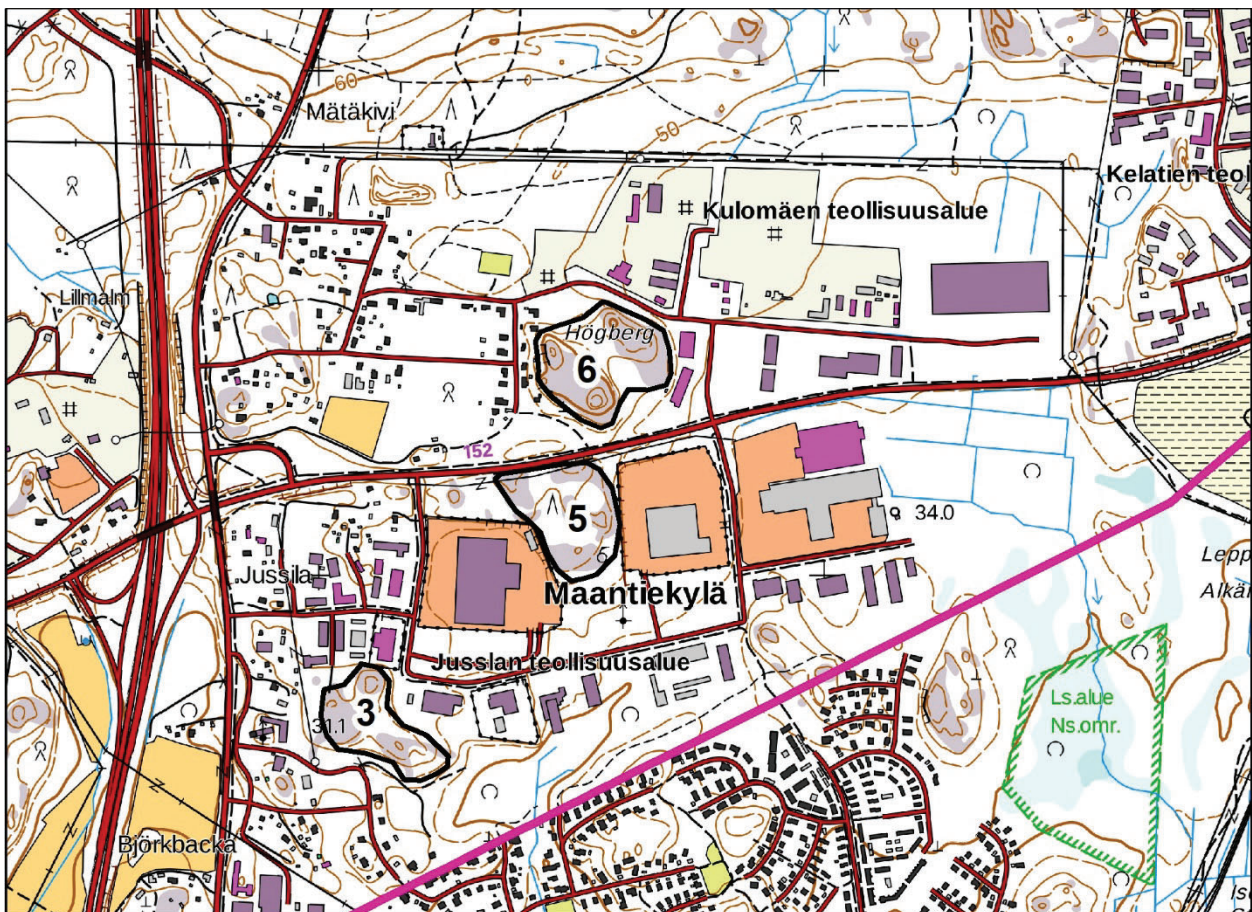 60
Mätäkivi
50
Kelatien teol
Kulomäen teollisuusalue
Lillmalm
Högberg
6
152
5
34.0
Jussila
Maantiekylä
Lepp
Alkär
Jusslan teollisuusalue
3
31.1
Ls.alue
Ns.omr.
Björkbacka
Is